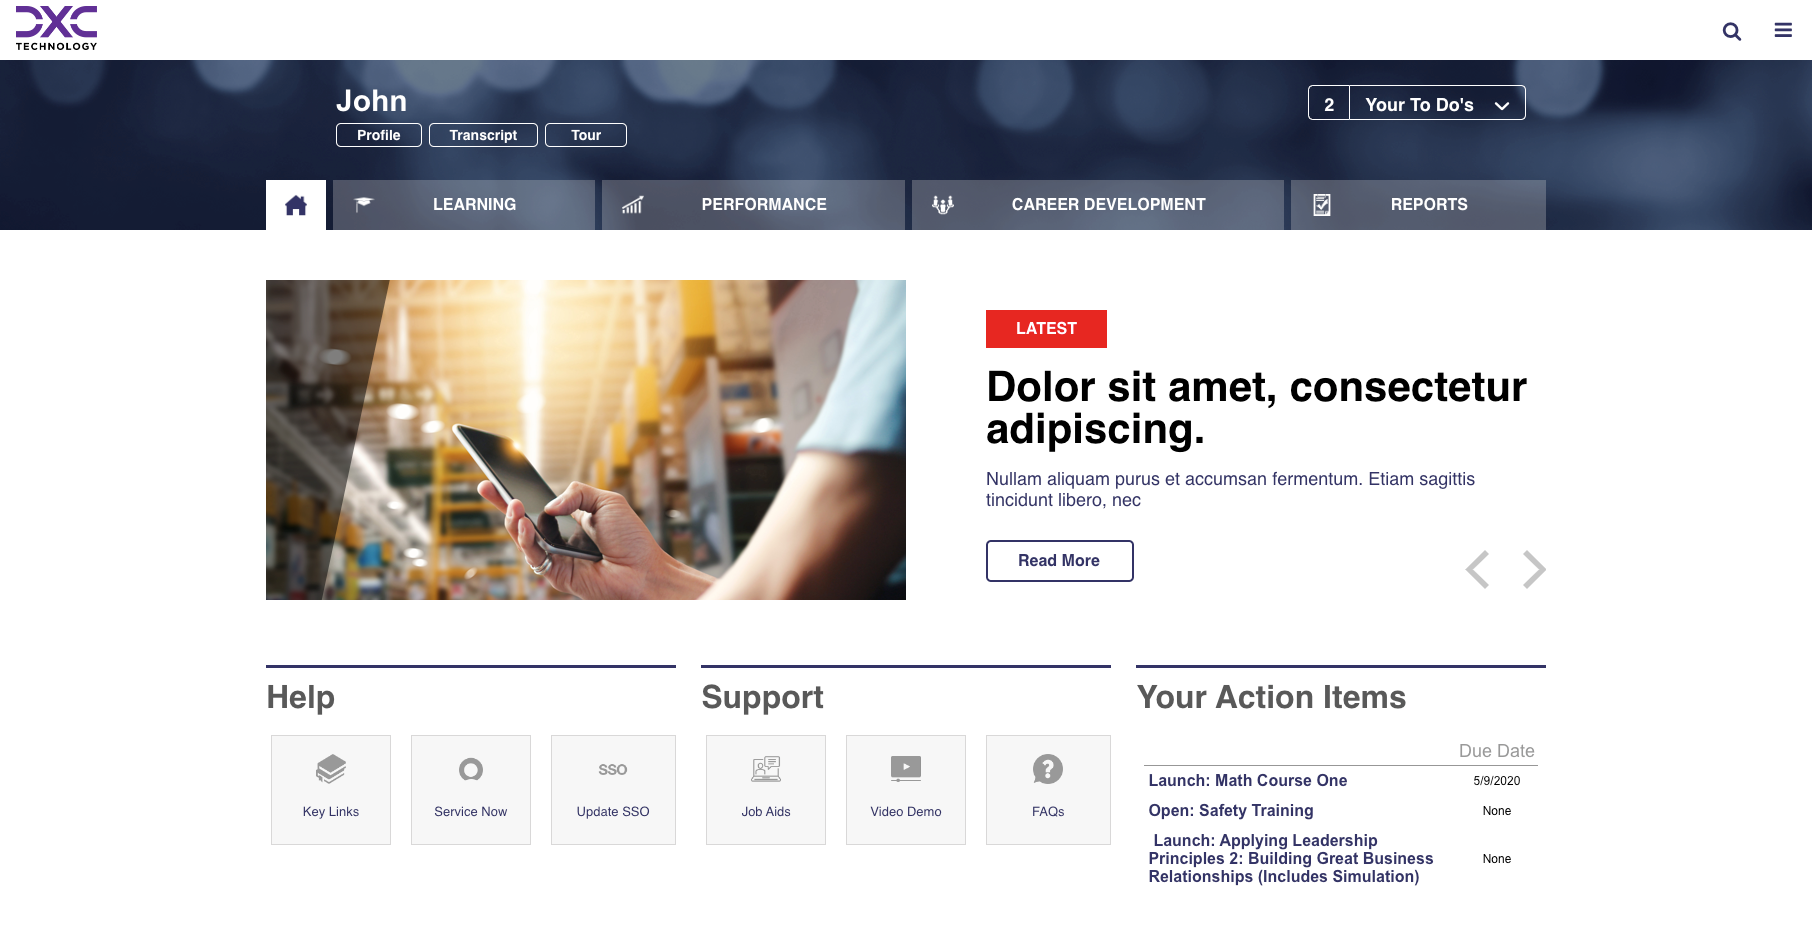 DXC
TECHNOLOGY
John
2 Your To Do's
Profile Transcript Tour
LEARNING PERFORMANCE CAREER DEVELOPMENT REPORTS
LATEST
Dolor sit amet, consectetur
adipiscing.
Nullam aliquam purus et accumsan fermentum. Etiam sagittis
tincidunt libero, nec
Read More
Help
SSO
Key Links Service Now Update SSO
Support
Job Aids Video Demo FAQs
Your Action Items
Due Date
Launch: Math Course One 5/9/2020
Open: Safety Training None
Launch: Applying Leadership
Principles 2: Building Great Business None
Relationships (Includes Simulation)